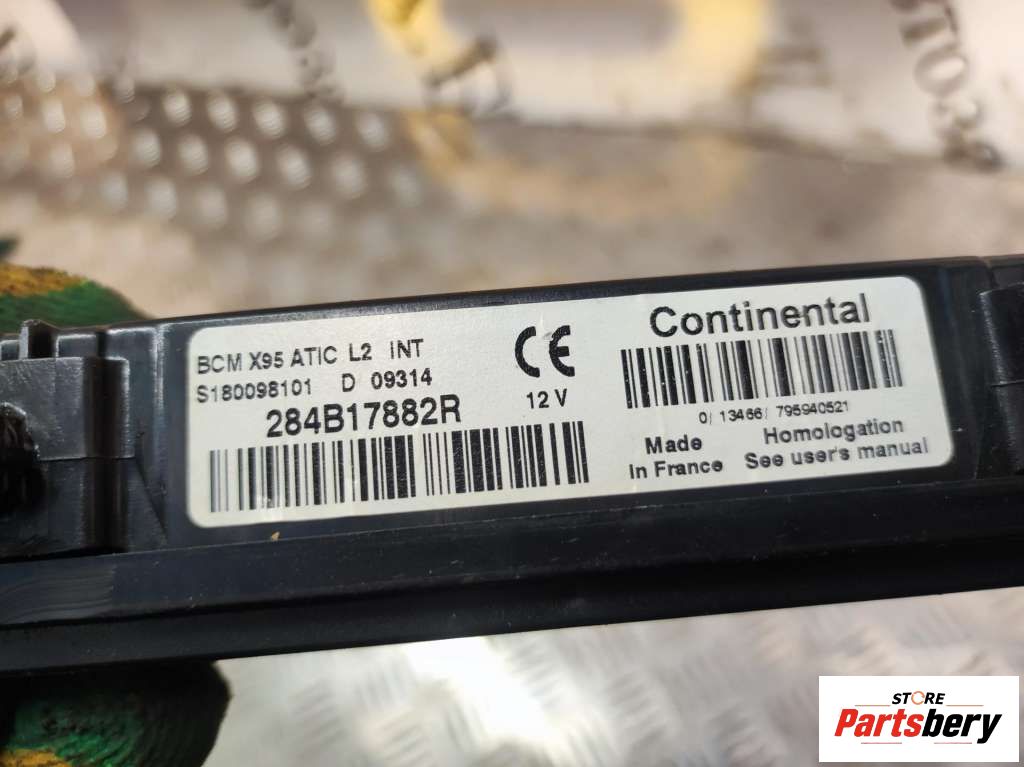 BCM X95 ATIC L2 INT
S180098101 D 09314
284B17882R
12 V
Continental
0/ 13466/ 795940521
Made
in France
Homologation
See user's manual
STORE
Partsbery